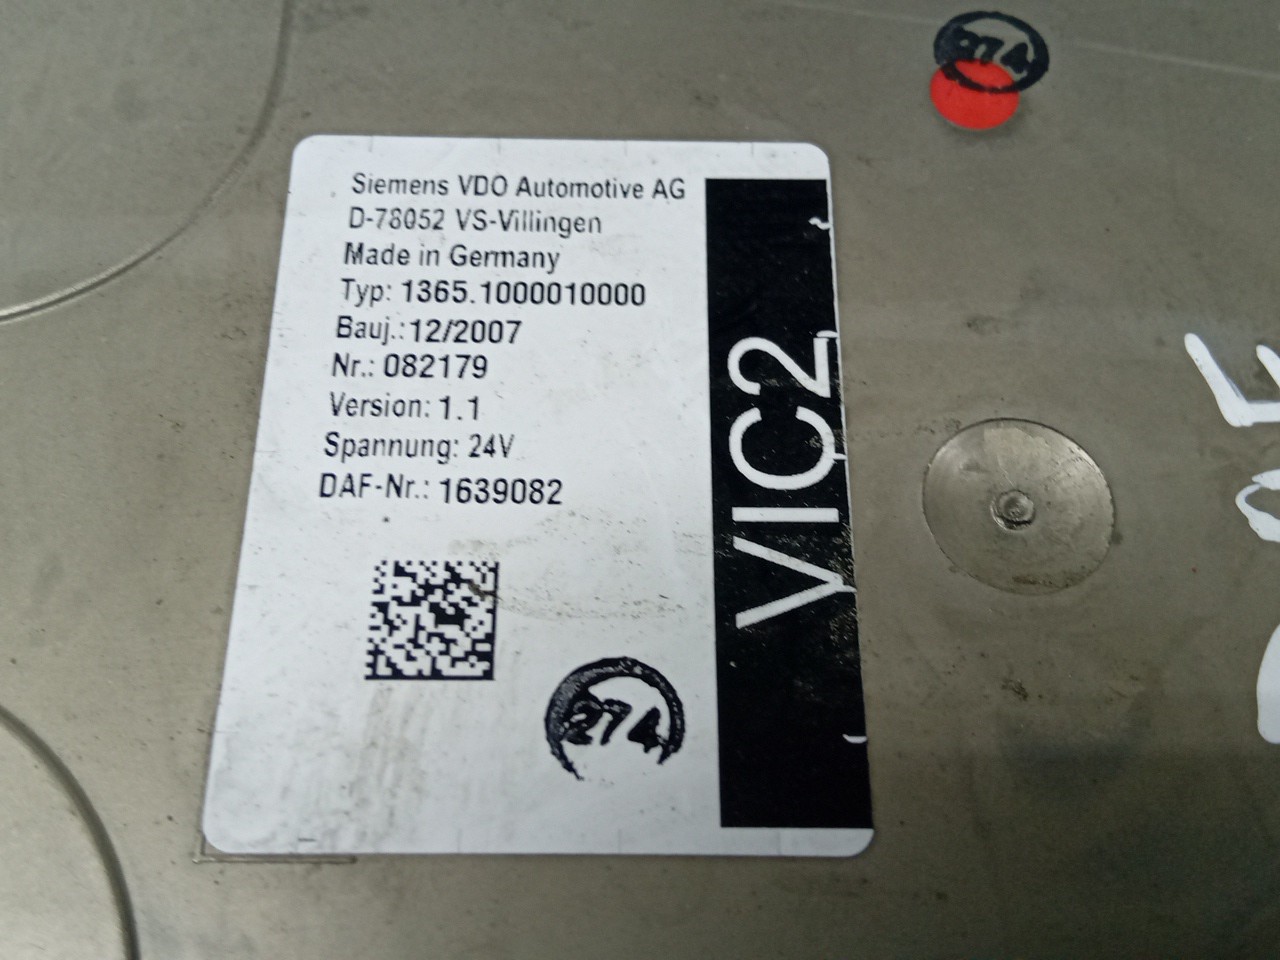 274
Siemens VDO Automotive AG
D-78052 VS-Villingen
Made in Germany
Typ: 1365.1000010000
Bauj.: 12/2007
Nr.: 082179
Version: 1.1
Spannung: 24V
DAF-Nr.: 1639082
VIC2
274